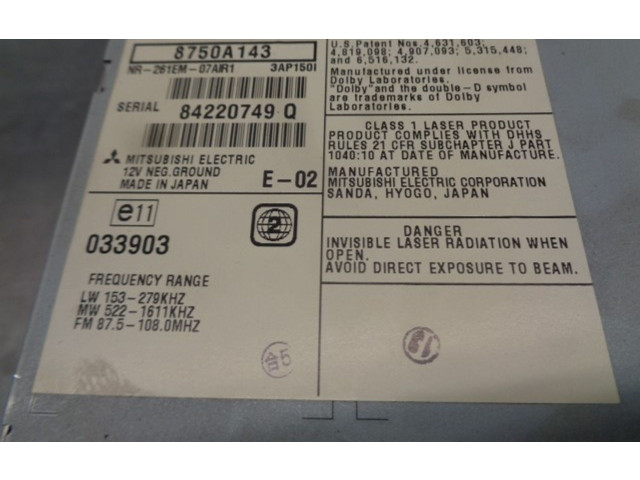 8750A143
NR-261EM-07AIR1 3AP150I
SERIAL 84220749 Q
MITSUBISHI ELECTRIC
12V NEG.GROUND
MADE IN JAPAN E-02
e11 2
033903
FREQUENCY RANGE
LW 153-279KHZ
MW 522-1611KHZ
FM 87.5-108.0MHZ
U.S.Patent Nos. 4,631,603;
4,819,098; 4,907,093; 5,315,448;
and 6,516,132.
Manufactured under license from
Dolby Laboratories.
"Dolby" and the double-D symbol
are trademarks of Dolby
Laboratories.
CLASS 1 LASER PRODUCT
PRODUCT COMPLIES WITH DHHS
RULES 21 CFR SUBCHAPTER J PART
1040:10 AT DATE OF MANUFACTURE.
MANUFACTURED
MITSUBISHI ELECTRIC CORPORATION
SANDA, HYOGO, JAPAN
DANGER
INVISIBLE LASER RADIATION WHEN
OPEN.
AVOID DIRECT EXPOSURE TO BEAM.